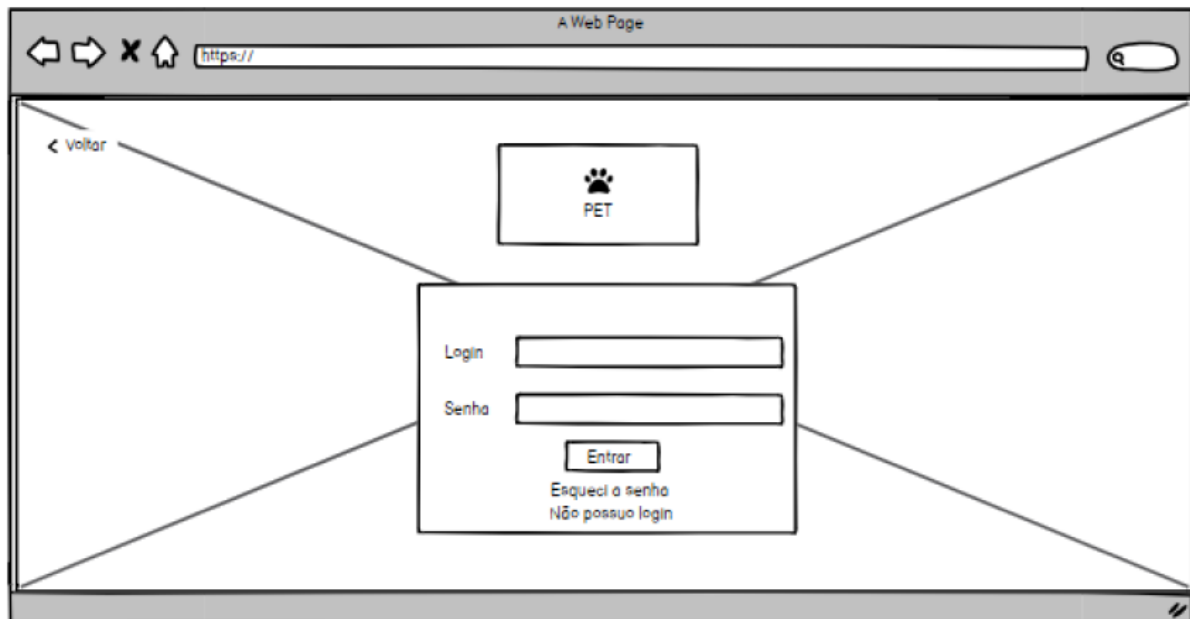 A Web Page
https://
Voltar
PET
Login
Senha
Entrar
Esqueci a senha
Não possuo login